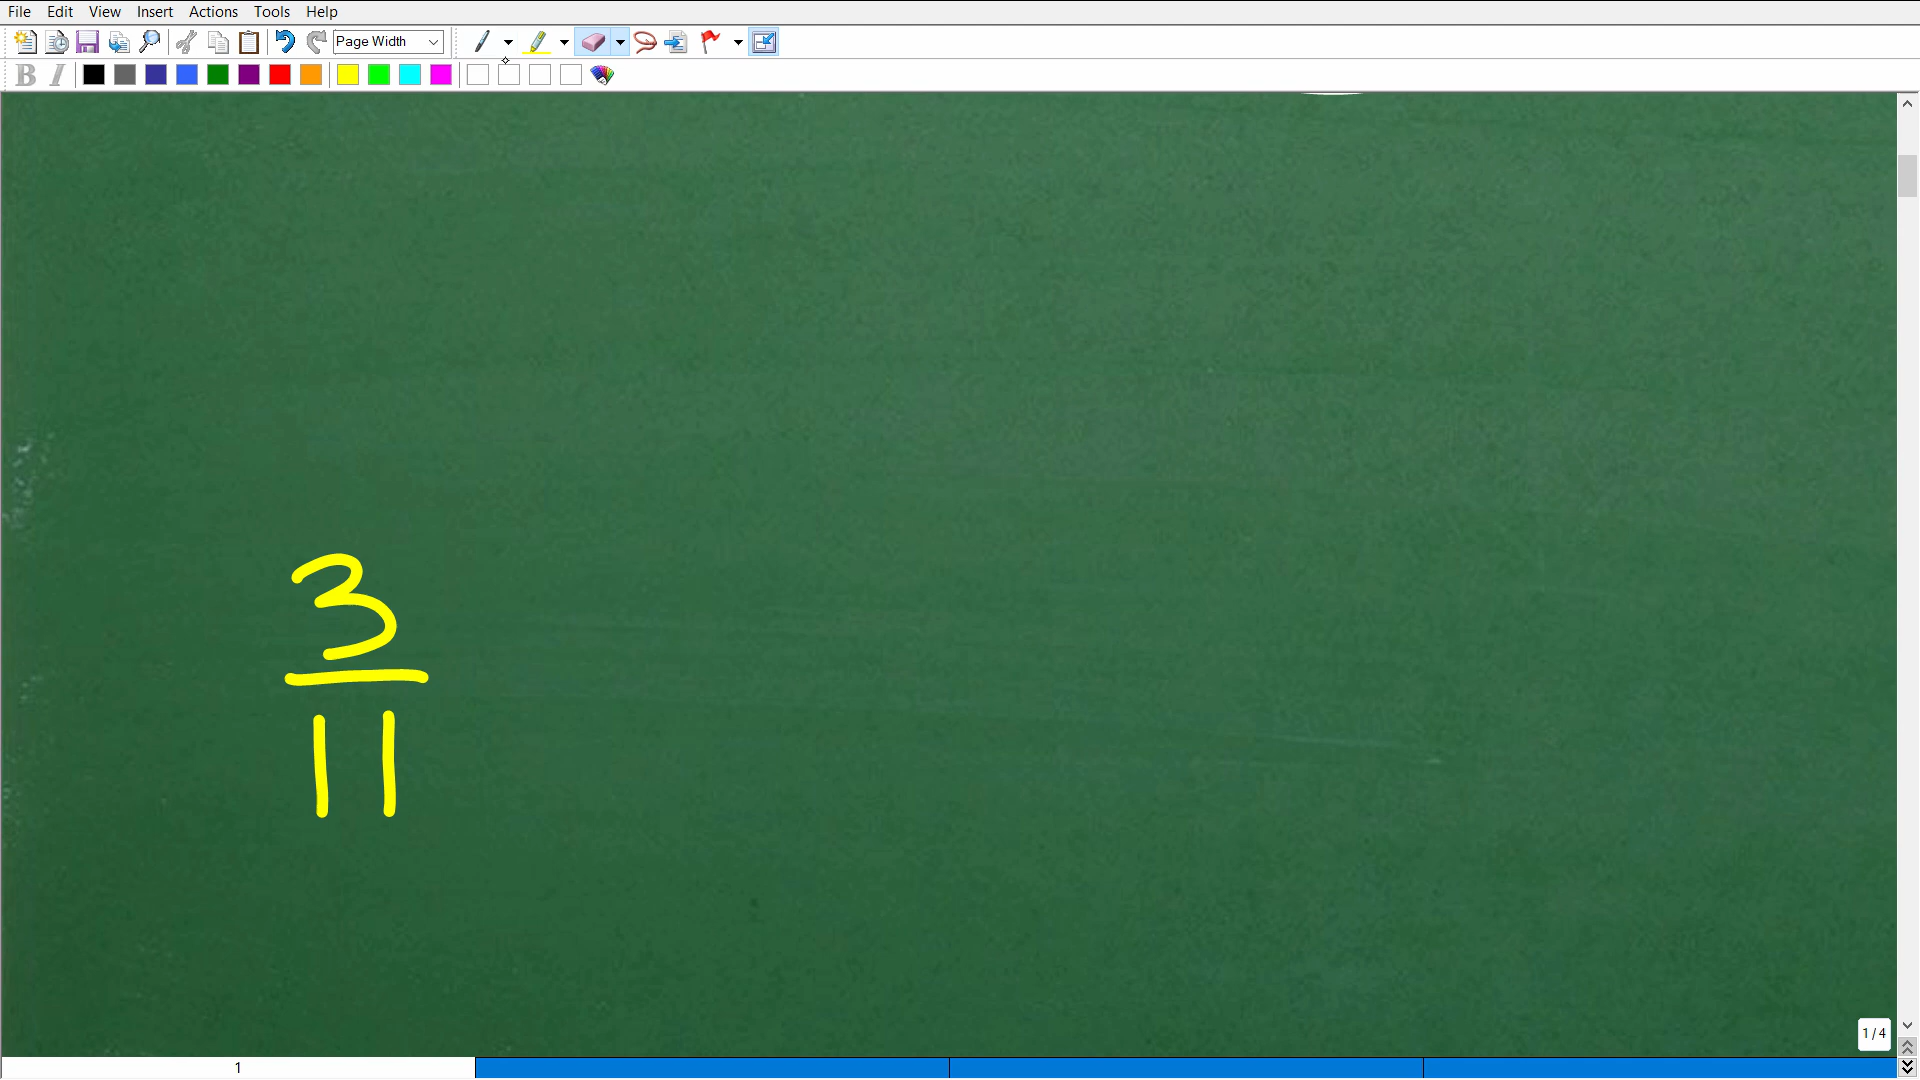 File Edit View Insert Actions Tools Help
Page Width
B I
3
11
1 / 4
1